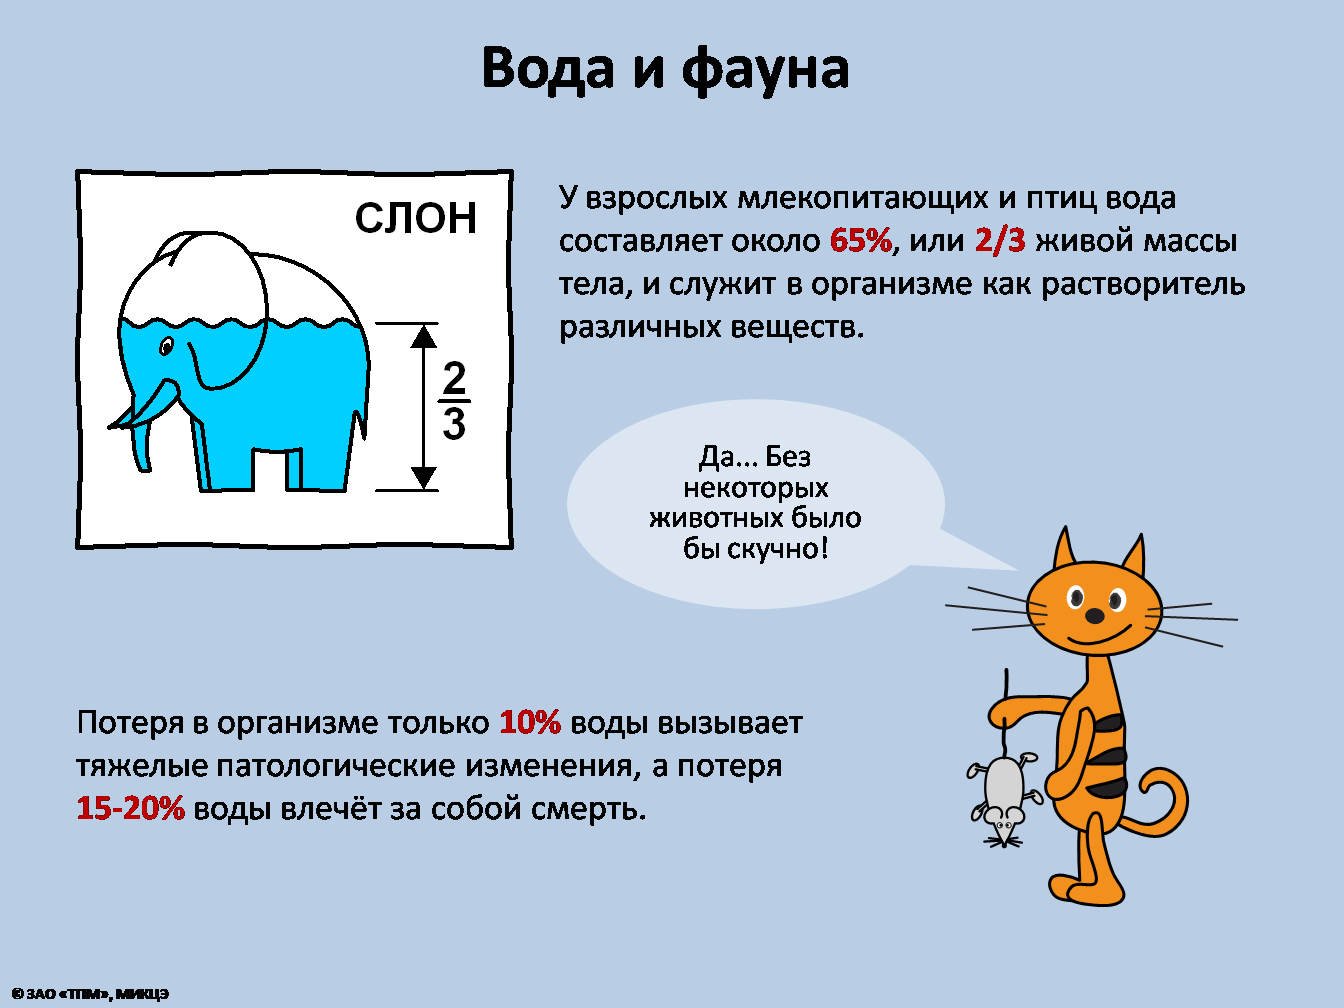 Вода и фауна
СЛОН
2
3
У взрослых млекопитающих и птиц вода
составляет около 65%, или 2/3 живой массы
тела, и служит в организме как растворитель
различных веществ.
Да... Без
некоторых
животных было
бы скучно!
Потеря в организме только 10% воды вызывает
тяжелые патологические изменения, а потеря
15-20% воды влечёт за собой смерть.
© ЗАО «ТПМ», МИКЦЭ